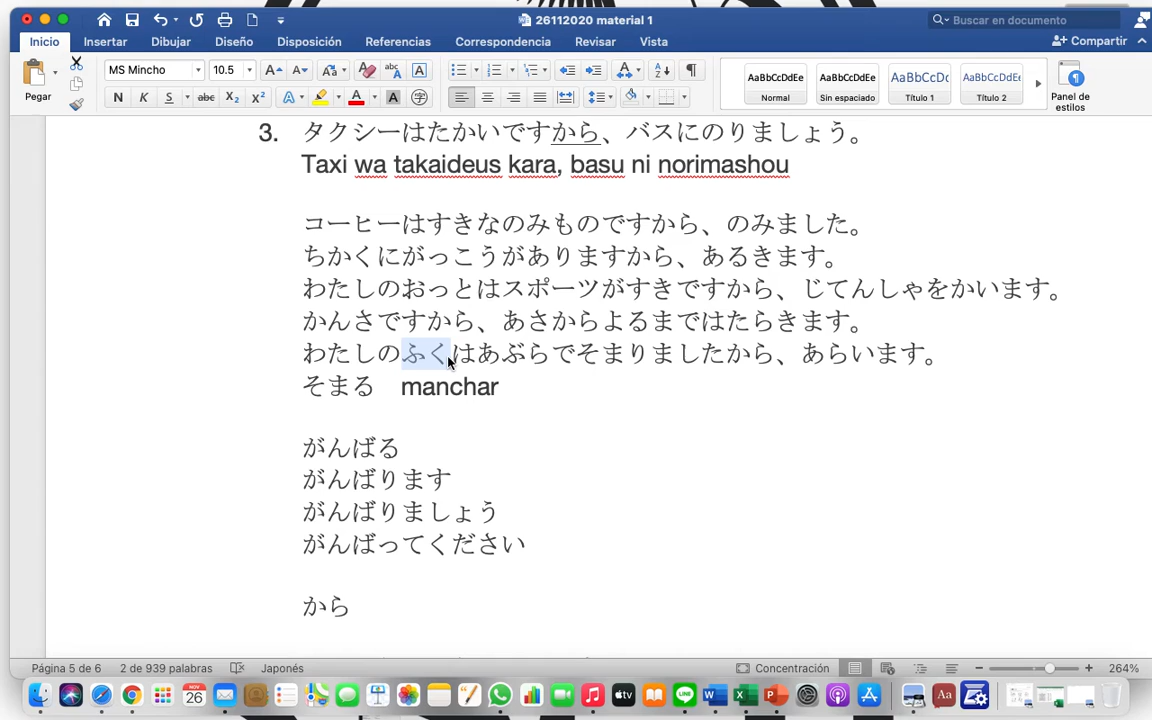 26112020 material 1
Buscar en documento
Inicio Insertar Dibujar Diseño Disposición Referencias Correspondencia Revisar Vista Compartir
Pegar MS Mincho 10.5 AaBbCcDdEe Normal AaBbCcDdEe Sin espaciado AaBbCcDc Título 1 AaBbCcDdEe Título 2 Panel de estilos
3. タクシーはたかいですから、バスにのりましょう。
Taxi wa takaideus kara, basu ni norimashou
コーヒーはすきなのみものですから、のみました。
ちかくにがっこうがありますから、あるきます。
わたしのおっとはスポーツがすきですから、じてんしゃをかいます。
かんさですから、あさからよるまではたらきます。
わたしのふくはあぶらでそまりましたから、あらいます。
そまる　manchar
がんばる
がんばります
がんばりましょう
がんばってください
から
Página 5 de 6 2 de 939 palabras Japonés Concentración 264%
NOV 26